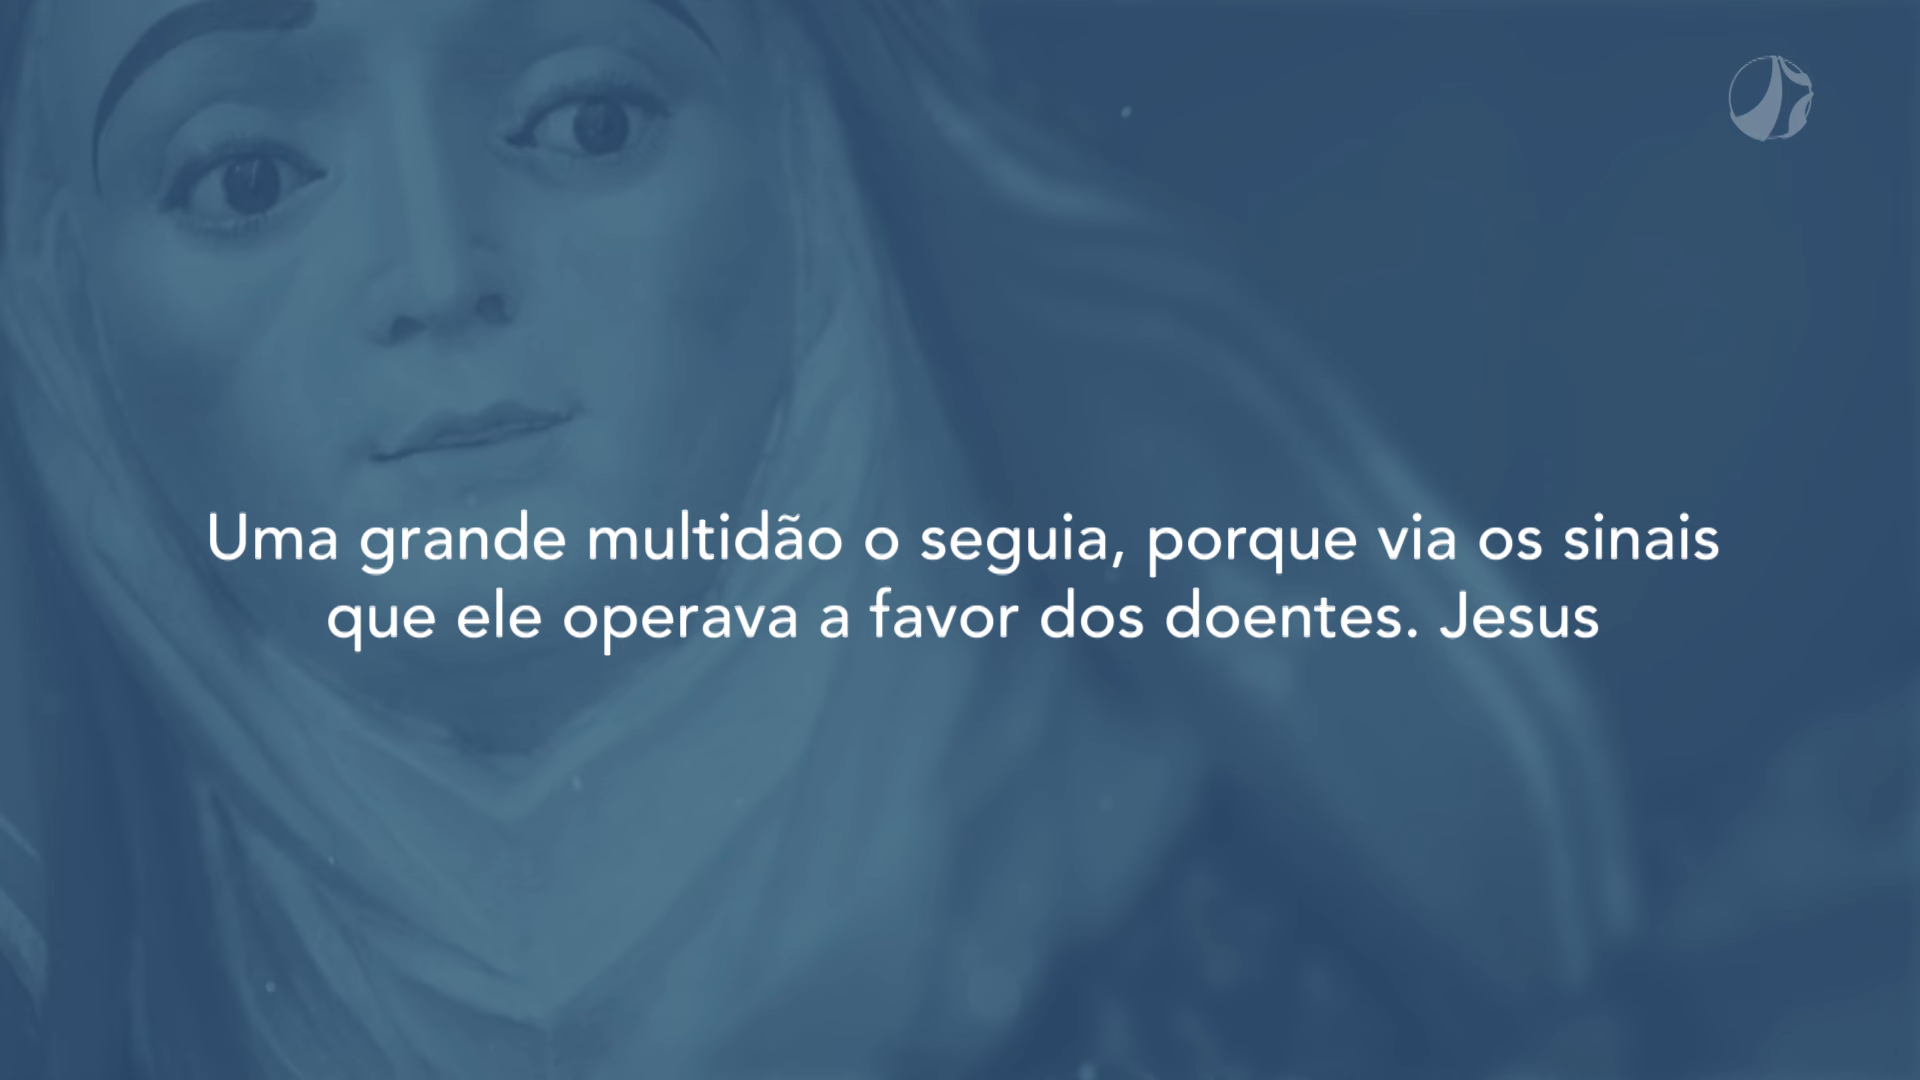 Uma grande multidão o seguia, porque via os sinais
que ele operava a favor dos doentes. Jesus